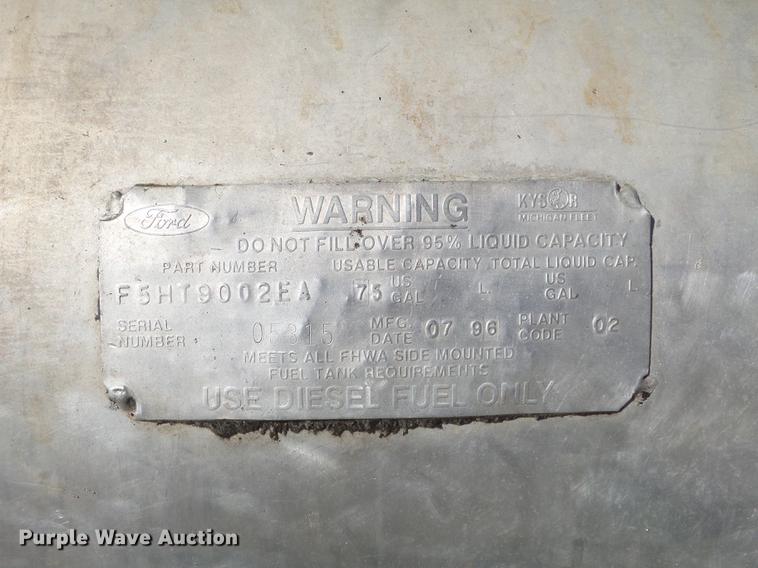 Ford
WARNING
KYSOR
MICHIGAN FLEET
DO NOT FILL OVER 95% LIQUID CAPACITY
PART NUMBER USABLE CAPACITY TOTAL LIQUID CAP.
F5HT9002EA 75 US GAL L US GAL L
SERIAL NUMBER 05315 MFG. DATE 07 96 PLANT CODE 02
MEETS ALL FHWA SIDE MOUNTED
FUEL TANK REQUIREMENTS
USE DIESEL FUEL ONLY
Purple Wave Auction